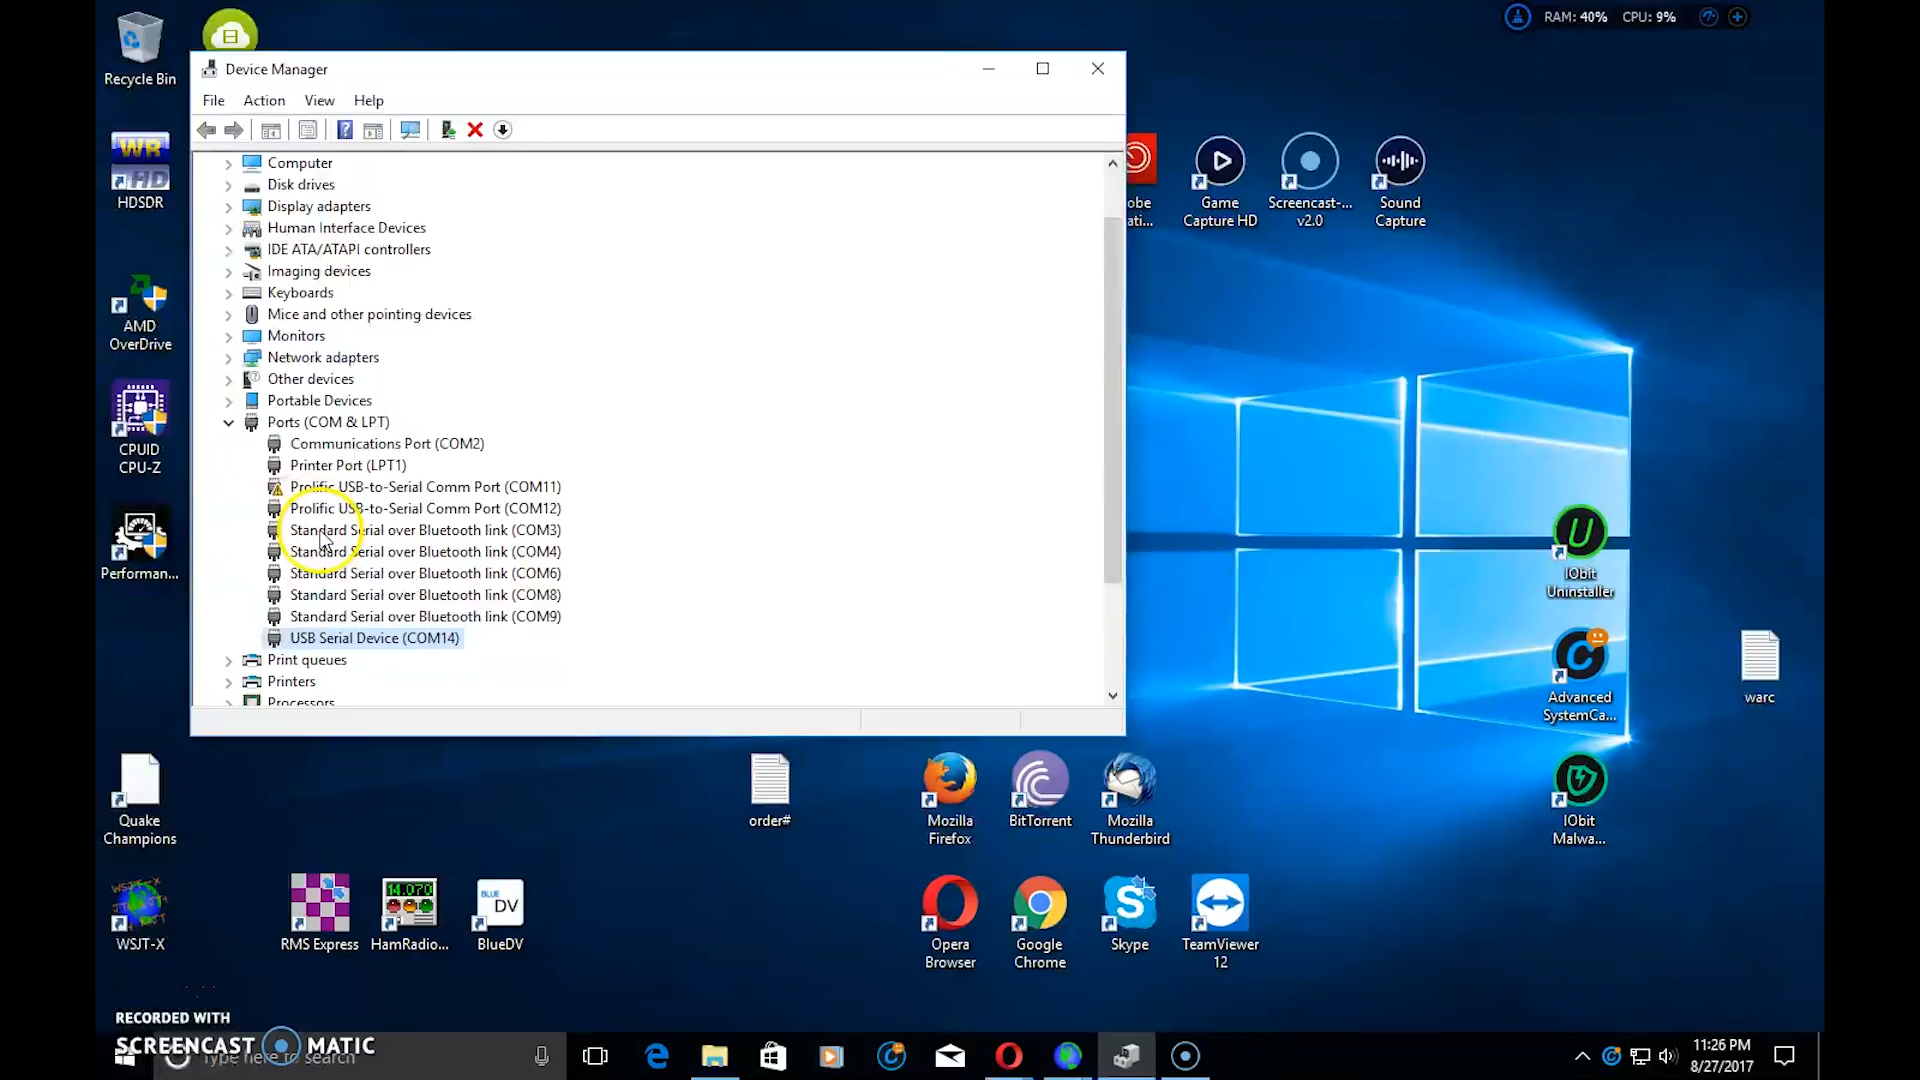 RAM: 40% CPU: 9%
Recycle Bin
Device Manager
File Action View Help
Computer
Disk drives
Display adapters
Human Interface Devices
IDE ATA/ATAPI controllers
Imaging devices
Keyboards
Mice and other pointing devices
Monitors
Network adapters
Other devices
Portable Devices
Ports (COM & LPT)
Communications Port (COM2)
Printer Port (LPT1)
Prolific USB-to-Serial Comm Port (COM11)
Prolific USB-to-Serial Comm Port (COM12)
Standard Serial over Bluetooth link (COM3)
Standard Serial over Bluetooth link (COM4)
Standard Serial over Bluetooth link (COM6)
Standard Serial over Bluetooth link (COM8)
Standard Serial over Bluetooth link (COM9)
USB Serial Device (COM14)
Print queues
Printers
Processors
WR
HD
HDSDR
AMD
OverDrive
CPUID
CPU-Z
Performan...
obe
ati...
Game
Capture HD
Screencast-...
v2.0
Sound
Capture
U
IObit
Uninstaller
C
Advanced
SystemCa...
warc
IObit
Malwa...
Quake
Champions
order#
Mozilla
Firefox
BitTorrent
Mozilla
Thunderbird
WSJT-X
WSJT-X
RMS Express
14.070
HamRadio...
BLUE
DV
BlueDV
Opera
Browser
Google
Chrome
S
Skype
TeamViewer
12
RECORDED WITH
SCREENCAST MATIC
Type here to search
11:26 PM
8/27/2017